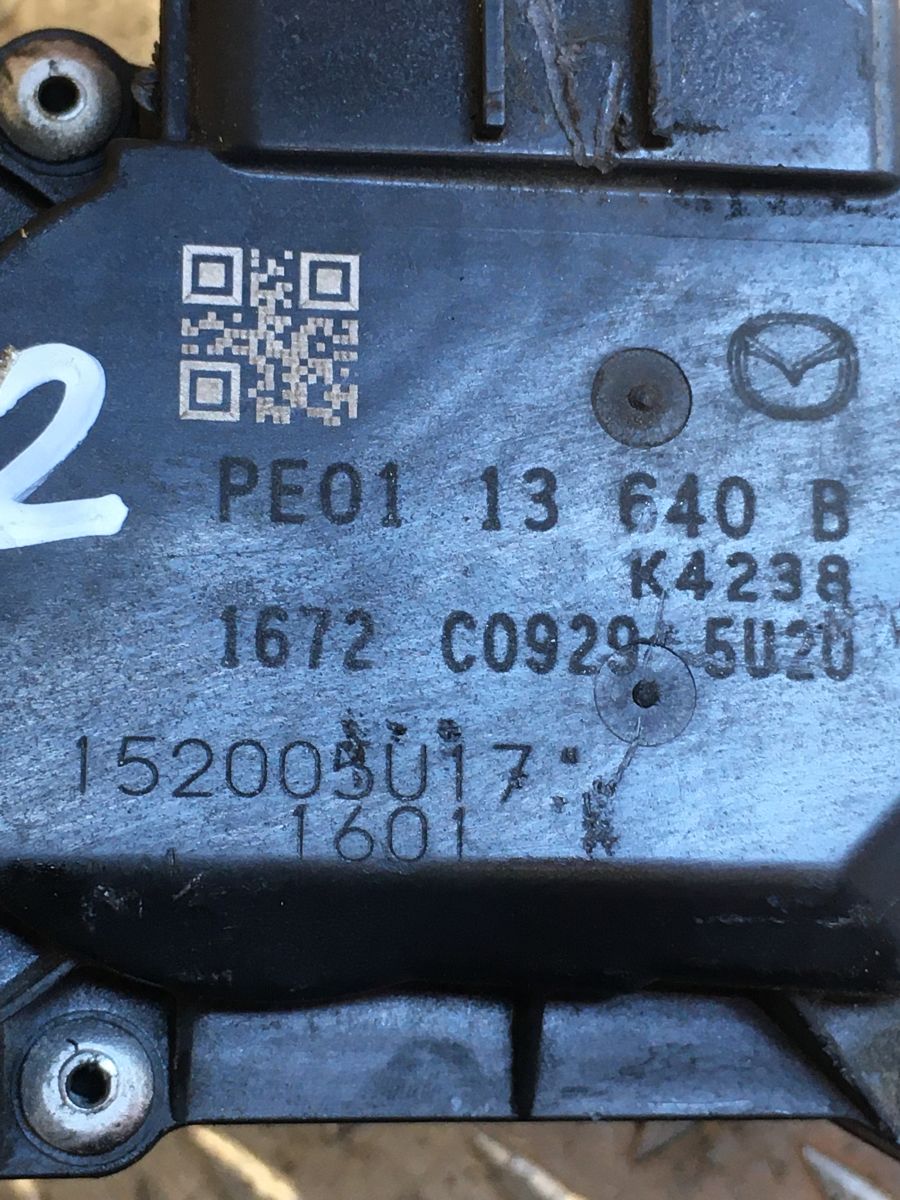 2
PE01 13 640 B
K4238
1672 C0929 5U20
152005U17
1601